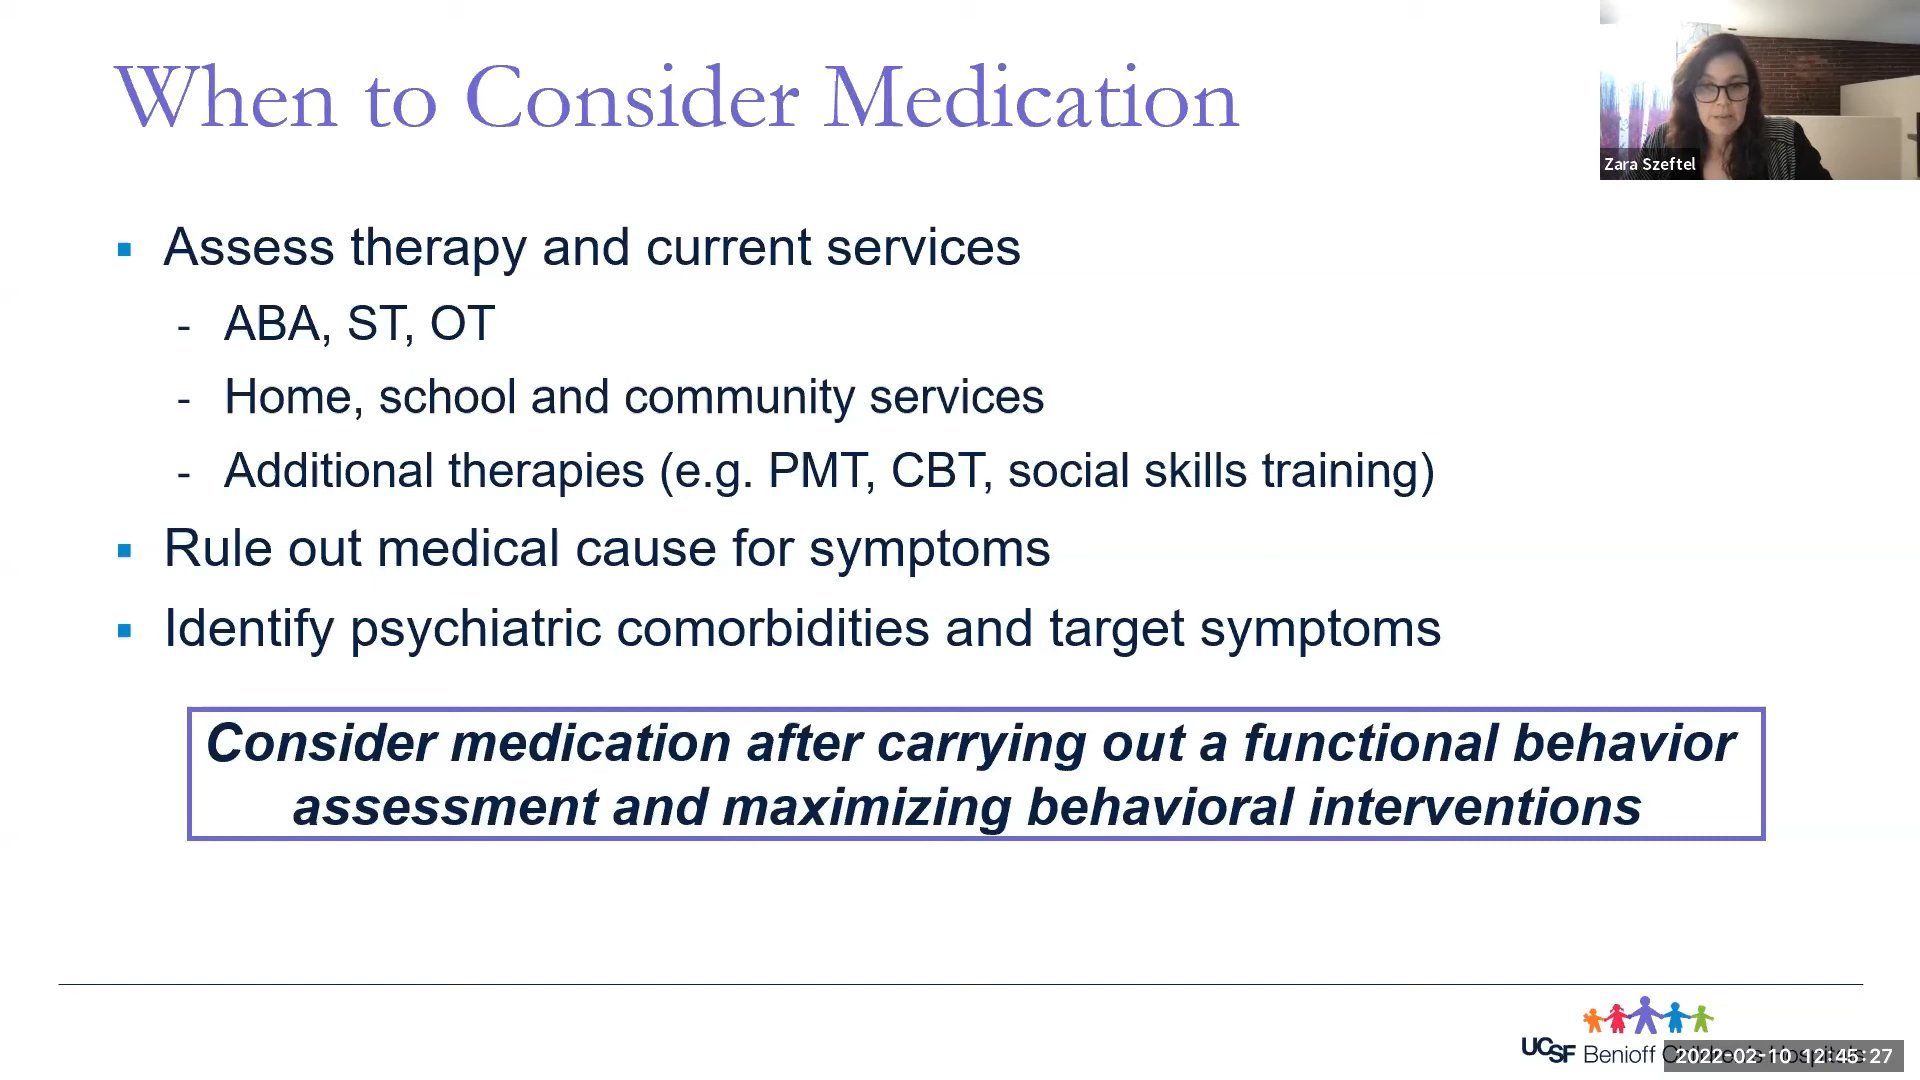 When to Consider Medication
Zara Szeftel
▪ Assess therapy and current services
- ABA, ST, OT
- Home, school and community services
- Additional therapies (e.g. PMT, CBT, social skills training)
▪ Rule out medical cause for symptoms
▪ Identify psychiatric comorbidities and target symptoms
Consider medication after carrying out a functional behavior
assessment and maximizing behavioral interventions
UCSF Benioff Children's Hospitals
2022-02-10 12:45:27